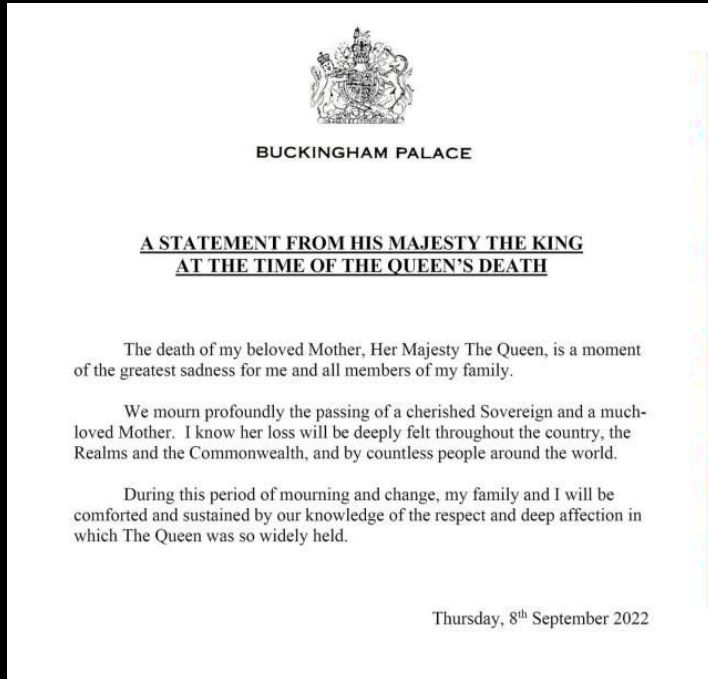 BUCKINGHAM PALACE
A STATEMENT FROM HIS MAJESTY THE KING
AT THE TIME OF THE QUEEN’S DEATH
The death of my beloved Mother, Her Majesty The Queen, is a moment
of the greatest sadness for me and all members of my family.
We mourn profoundly the passing of a cherished Sovereign and a much-
loved Mother. I know her loss will be deeply felt throughout the country, the
Realms and the Commonwealth, and by countless people around the world.
During this period of mourning and change, my family and I will be
comforted and sustained by our knowledge of the respect and deep affection in
which The Queen was so widely held.
Thursday, 8th September 2022